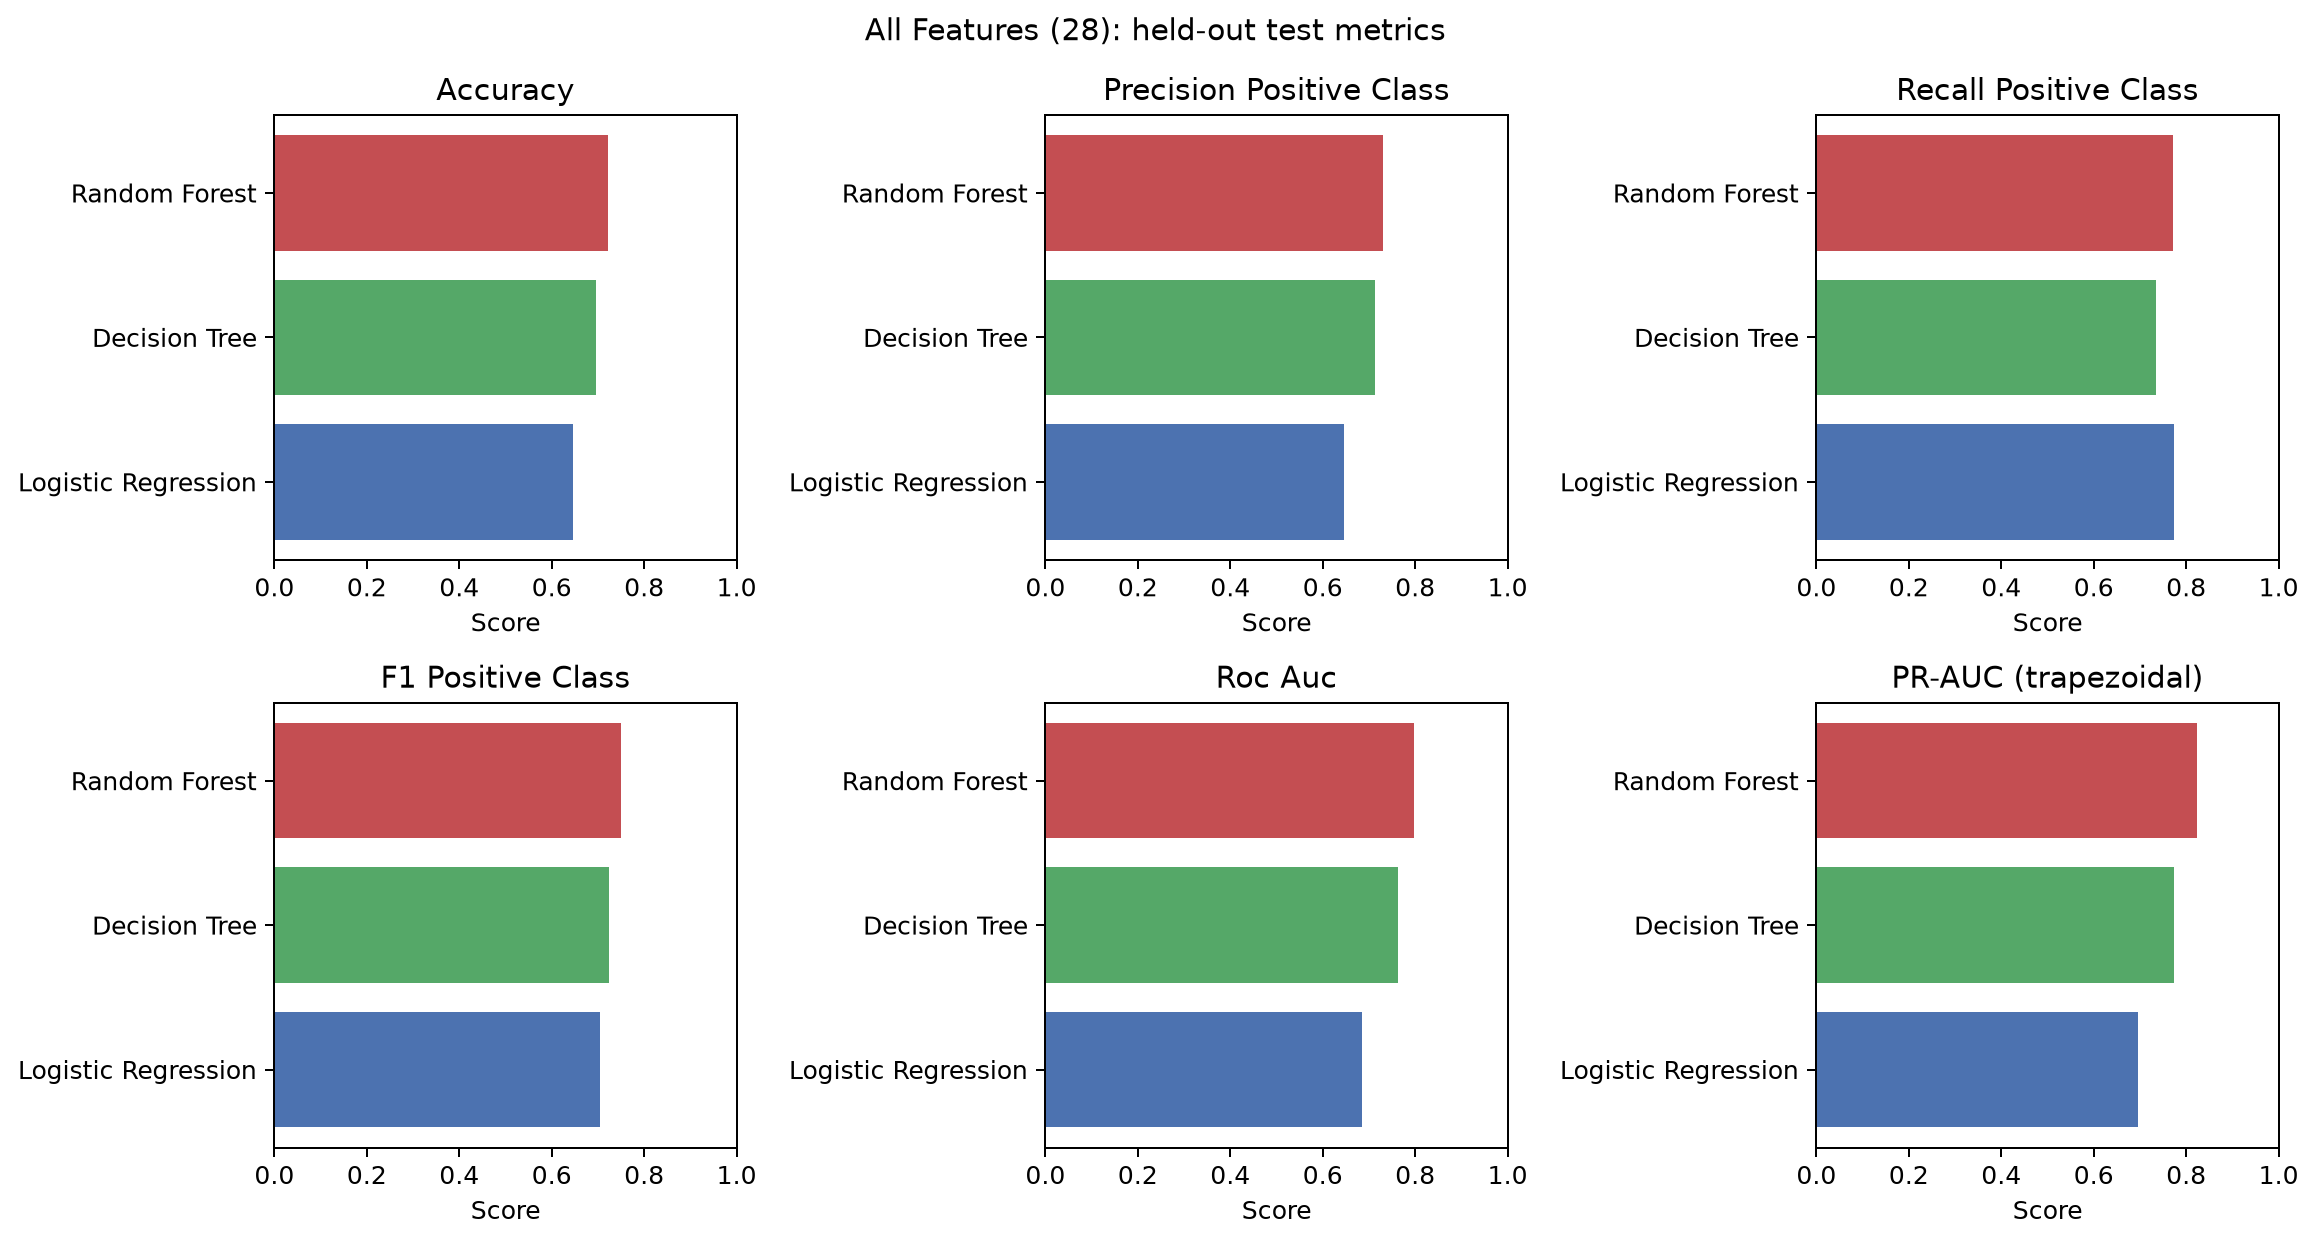 All Features (28): held-out test metrics
Accuracy
Random Forest
Decision Tree
Logistic Regression
0.0 0.2 0.4 0.6 0.8 1.0
Score
Precision Positive Class
Random Forest
Decision Tree
Logistic Regression
0.0 0.2 0.4 0.6 0.8 1.0
Score
Recall Positive Class
Random Forest
Decision Tree
Logistic Regression
0.0 0.2 0.4 0.6 0.8 1.0
Score
F1 Positive Class
Random Forest
Decision Tree
Logistic Regression
0.0 0.2 0.4 0.6 0.8 1.0
Score
Roc Auc
Random Forest
Decision Tree
Logistic Regression
0.0 0.2 0.4 0.6 0.8 1.0
Score
PR-AUC (trapezoidal)
Random Forest
Decision Tree
Logistic Regression
0.0 0.2 0.4 0.6 0.8 1.0
Score